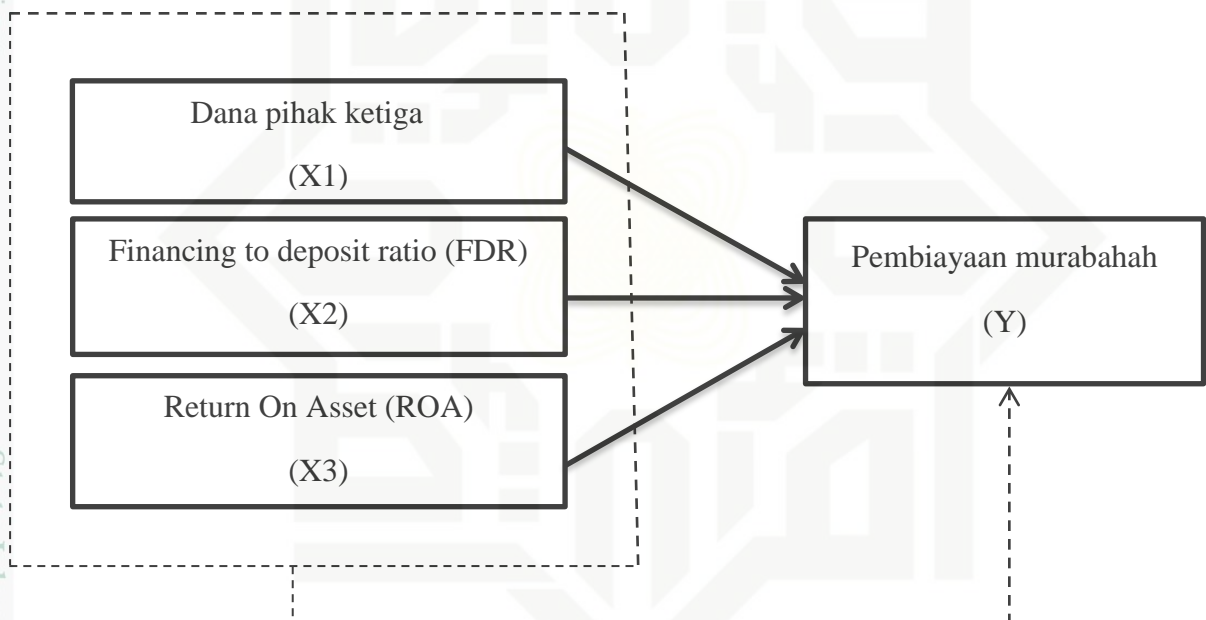 Dana pihak ketiga
(X1)
Financing to deposit ratio (FDR)
(X2)
Return On Asset (ROA)
(X3)
Pembiayaan murabahah
(Y)